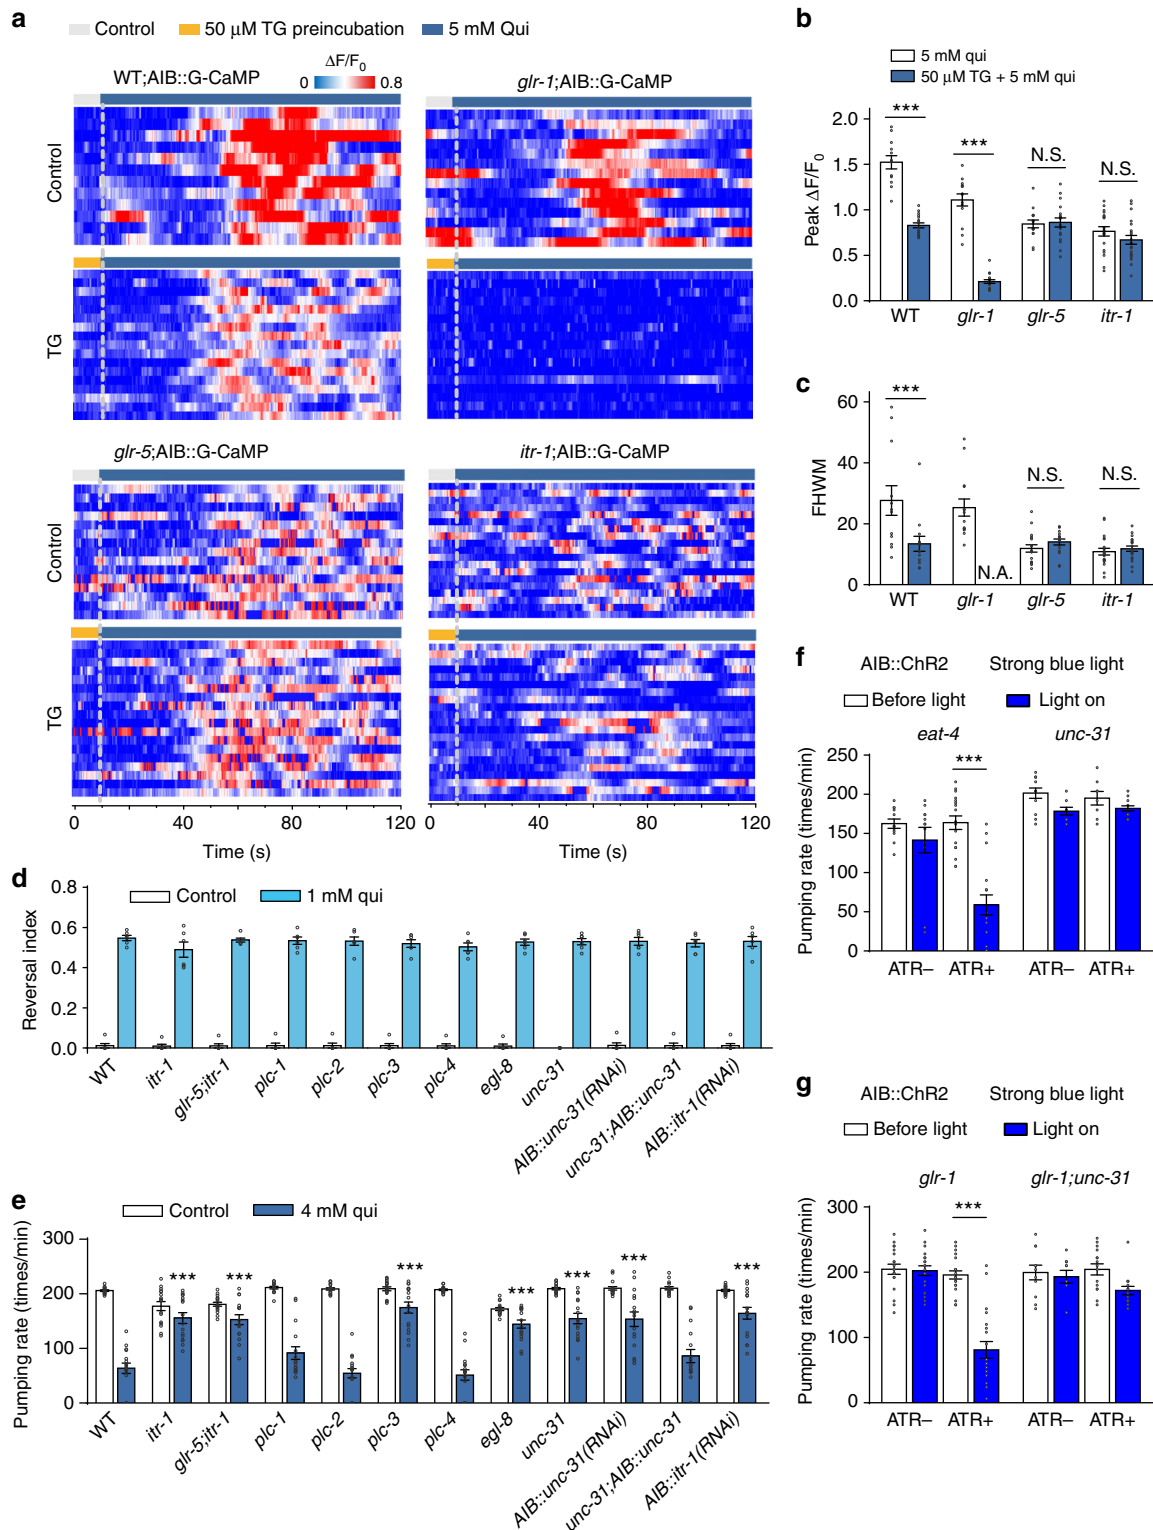 a
Control
50 μM TG preincubation
5 mM Qui
WT;AIB::G-CaMP
ΔF/F0
0
0.8
glr-1;AIB::G-CaMP
Control
TG
glr-5;AIB::G-CaMP
itr-1;AIB::G-CaMP
Control
TG
0 40 80 120
0 40 80 120
Time (s)
Time (s)
b
5 mM qui
50 μM TG + 5 mM qui
2.0
1.5
1.0
0.5
0.0
Peak ΔF/F0
***
***
N.S.
N.S.
WT glr-1 glr-5 itr-1
c
60
40
20
0
FHWM
***
N.A.
N.S.
N.S.
WT glr-1 glr-5 itr-1
d
Control
1 mM qui
0.8
0.4
0.0
Reversal index
WT
itr-1
glr-5;itr-1
plc-1
plc-2
plc-3
plc-4
egl-8
unc-31
AIB::unc-31(RNAi)
unc-31;AIB::unc-31
AIB::itr-1(RNAi)
e
Control
4 mM qui
300
200
100
0
Pumping rate (times/min)
***
***
***
***
***
***
***
WT
itr-1
glr-5;itr-1
plc-1
plc-2
plc-3
plc-4
egl-8
unc-31
AIB::unc-31(RNAi)
unc-31;AIB::unc-31
AIB::itr-1(RNAi)
f
AIB::ChR2 Strong blue light
Before light
Light on
eat-4 unc-31
250
200
150
100
50
0
Pumping rate (times/min)
***
ATR– ATR+ ATR– ATR+
g
AIB::ChR2 Strong blue light
Before light
Light on
glr-1 glr-1;unc-31
300
200
100
0
Pumping rate (times/min)
***
ATR– ATR+ ATR– ATR+